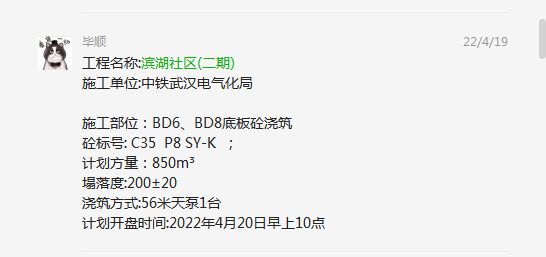 毕顺
22/4/19
工程名称:滨湖社区(二期)
施工单位:中铁武汉电气化局
施工部位：BD6、BD8底板砼浇筑
砼标号: C35 P8 SY-K ；
计划方量：850m³
塌落度:200±20
浇筑方式:56米天泵1台
计划开盘时间:2022年4月20日早上10点